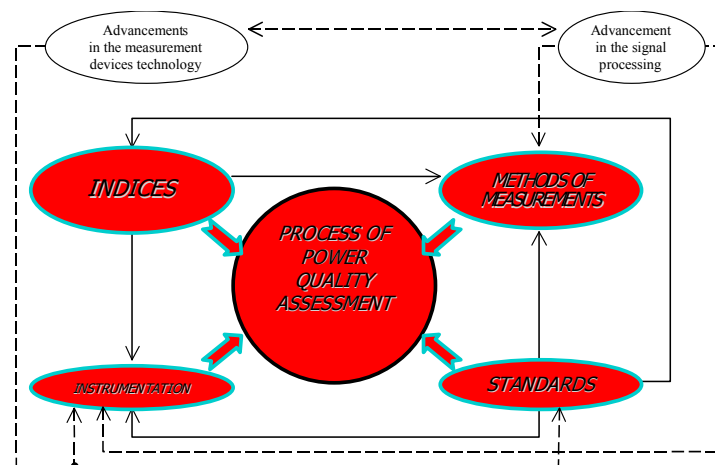 Advancements
in the measurement
devices technology
Advancement
in the signal
processing
INDICES
METHODS OF
MEASUREMENTS
PROCESS OF
POWER
QUALITY
ASSESSMENT
INSTRUMENTATION
STANDARDS